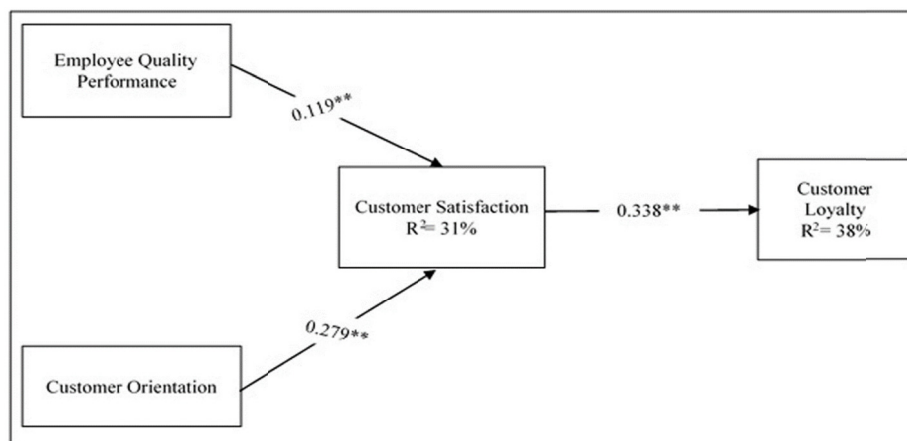 Employee Quality
Performance
0.119**
Customer Satisfaction
R²= 31%
0.338**
Customer
Loyalty
R²= 38%
0.279**
Customer Orientation